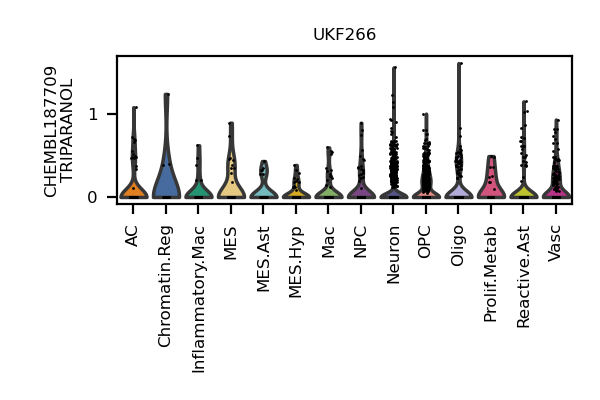 UKF266
CHEMBL187709
TRIPARANOL
1
0
AC
Chromatin.Reg
Inflammatory.Mac
MES
MES.Ast
MES.Hyp
Mac
NPC
Neuron
OPC
Oligo
Prolif.Metab
Reactive.Ast
Vasc